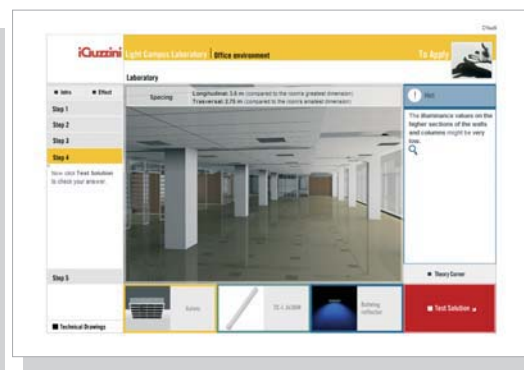 iGuzzini
Light Campus Laboratory | Office environment
To Apply
Laboratory
Intro
Effect
Step 1
Step 2
Step 3
Step 4
Now click Test Solution
to check your answer.
Step 5
Technical Drawings
Spacing
Longitudinal: 3.6 m (compared to the room's greatest dimension)
Trasversal: 2.75 m (compared to the room's smallest dimension)
Hint
The illuminance values on the
higher sections of the walls
and columns might be very
low.
Theory Corner
Test Solution
reflector